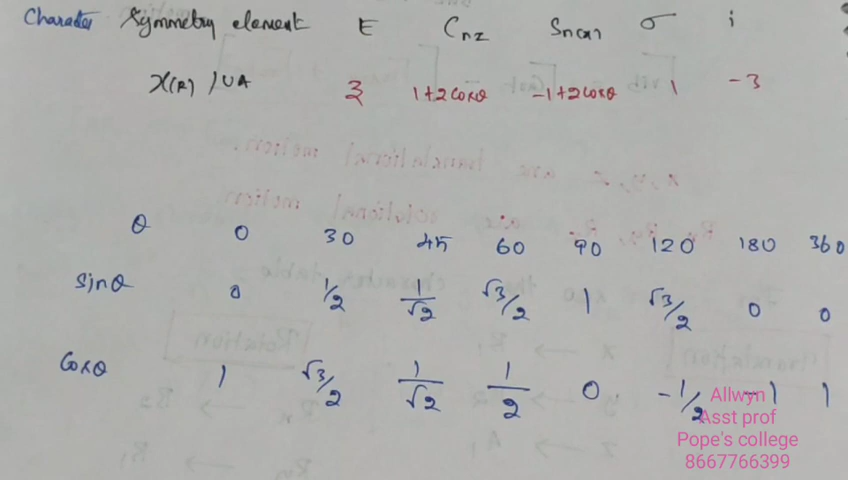 Character Symmetry element E Cnz Sn(x) σ i
χ(R) / UA 3 1+2cosθ -1+2cosθ 1 -3
θ 0 30 45 60 90 120 180 360
sinθ 0 1/2 1/√2 √3/2 1 √3/2 0 0
Cosθ 1 √3/2 1/√2 1/2 0 -1/2 -1 1
Allwyn
Asst prof
Pope's college
8667766399